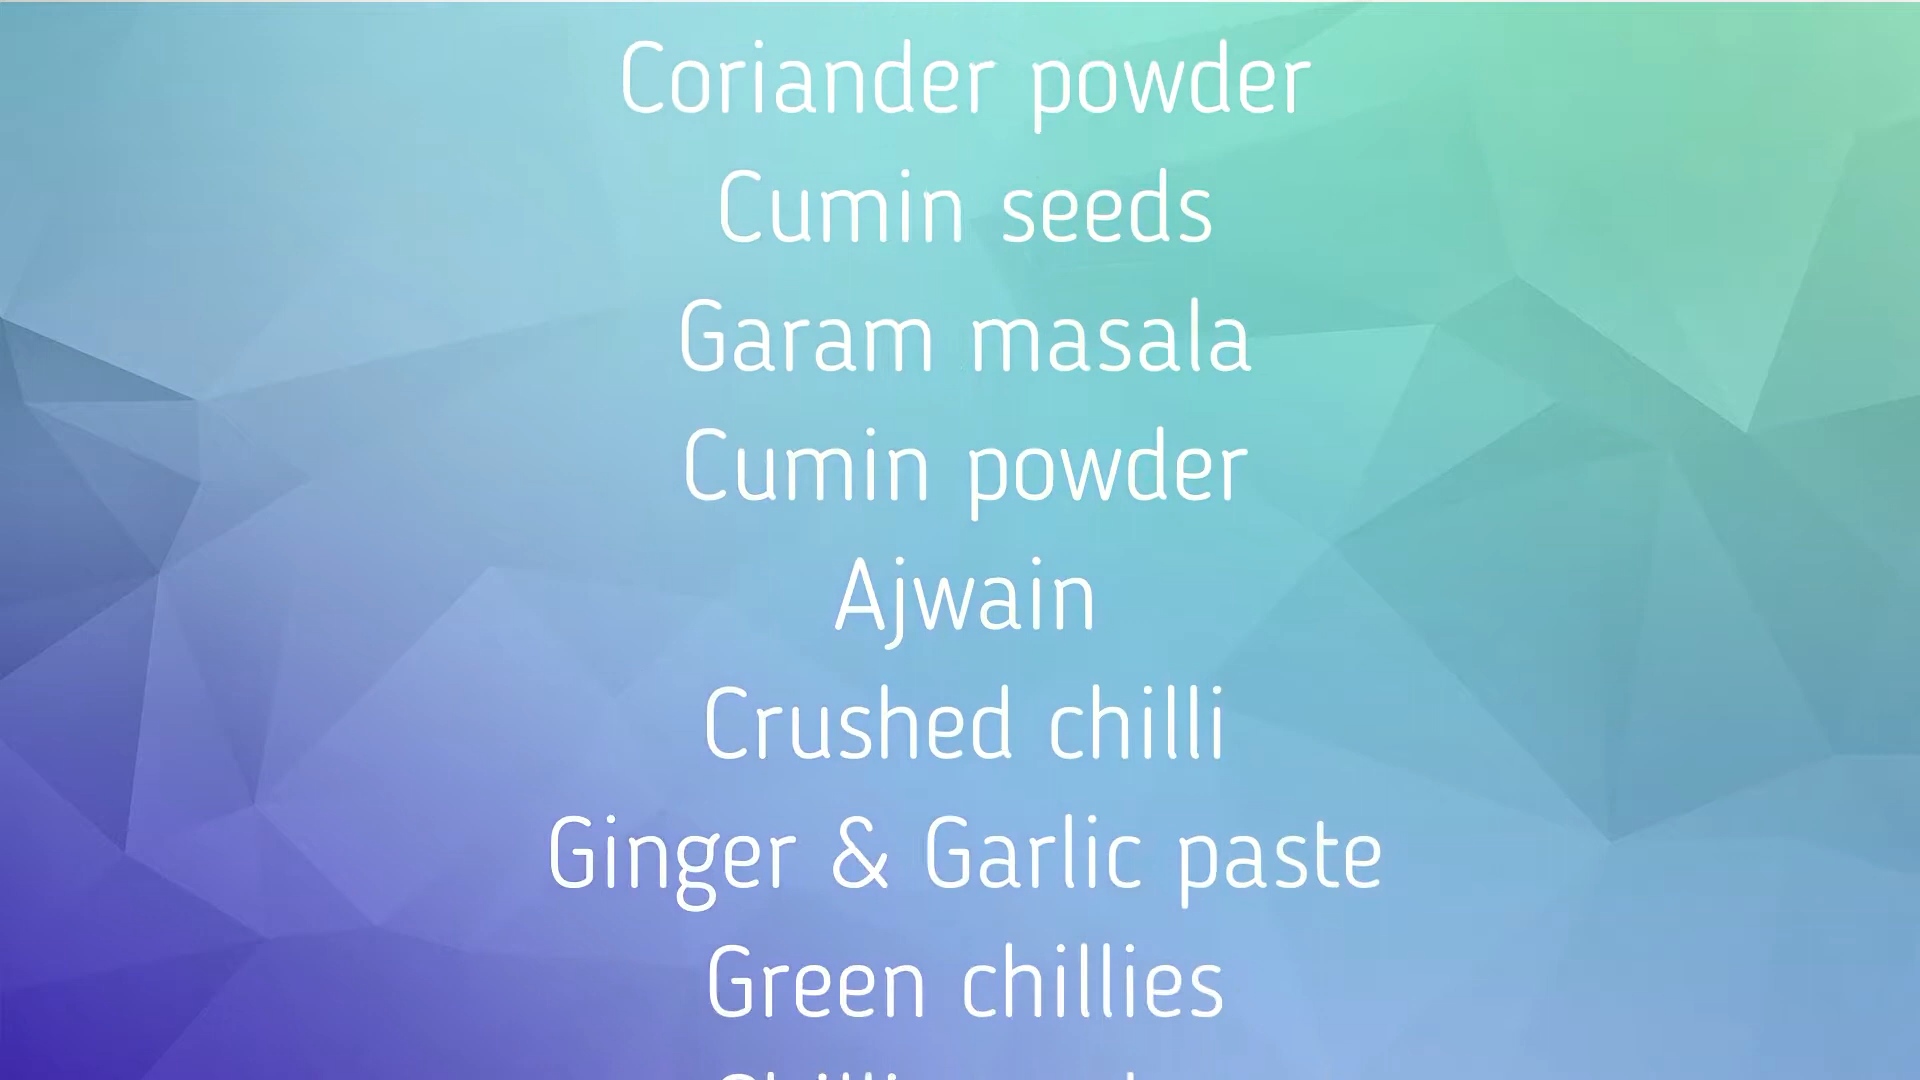 Coriander powder
Cumin seeds
Garam masala
Cumin powder
Ajwain
Crushed chilli
Ginger & Garlic paste
Green chillies